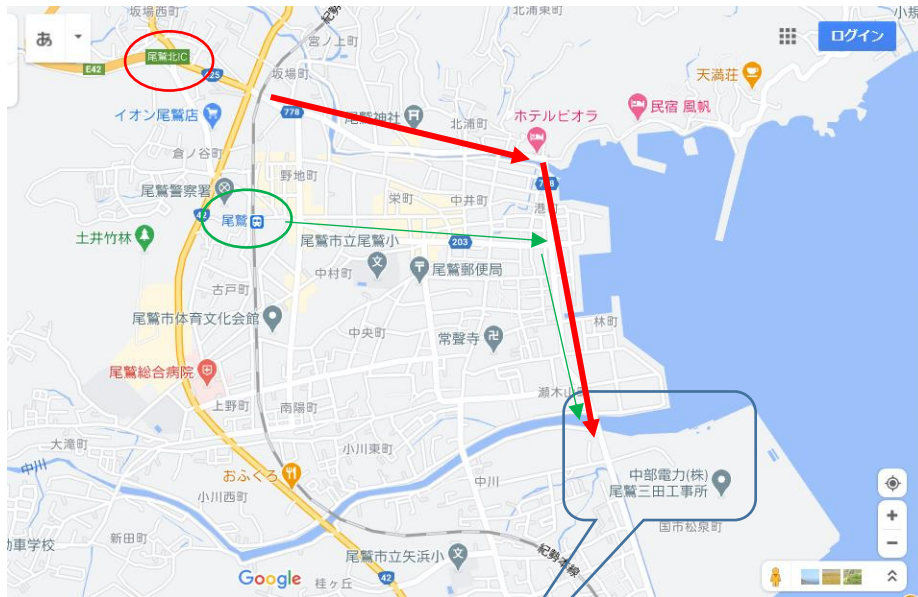 坂場西町
北浦東町
小規
紀勢
宮ノ上町
あ
ログイン
尾鷲北IC
E42
425
坂場町
天満荘
イオン尾鷲店
778
尾鷲神社
北浦町
ホテルビオラ
民宿 風帆
倉ノ谷町
野地町
尾鷲警察署
栄町
中井町
港町
42
尾鷲
土井竹林
尾鷲市立尾鷲小
203
中村町
尾鷲郵便局
古戸町
尾鷲市体育文化会館
中央町
常聲寺
林町
尾鷲総合病院
瀬木山町
上野町
南陽町
大滝町
小川東町
中川
おふくろ
中川
中部電力(株)
尾鷲三田工事所
小川西町
国市松泉町
動車学校
新田町
尾鷲市立矢浜小
紀勢本線
Google
桂ヶ丘
42